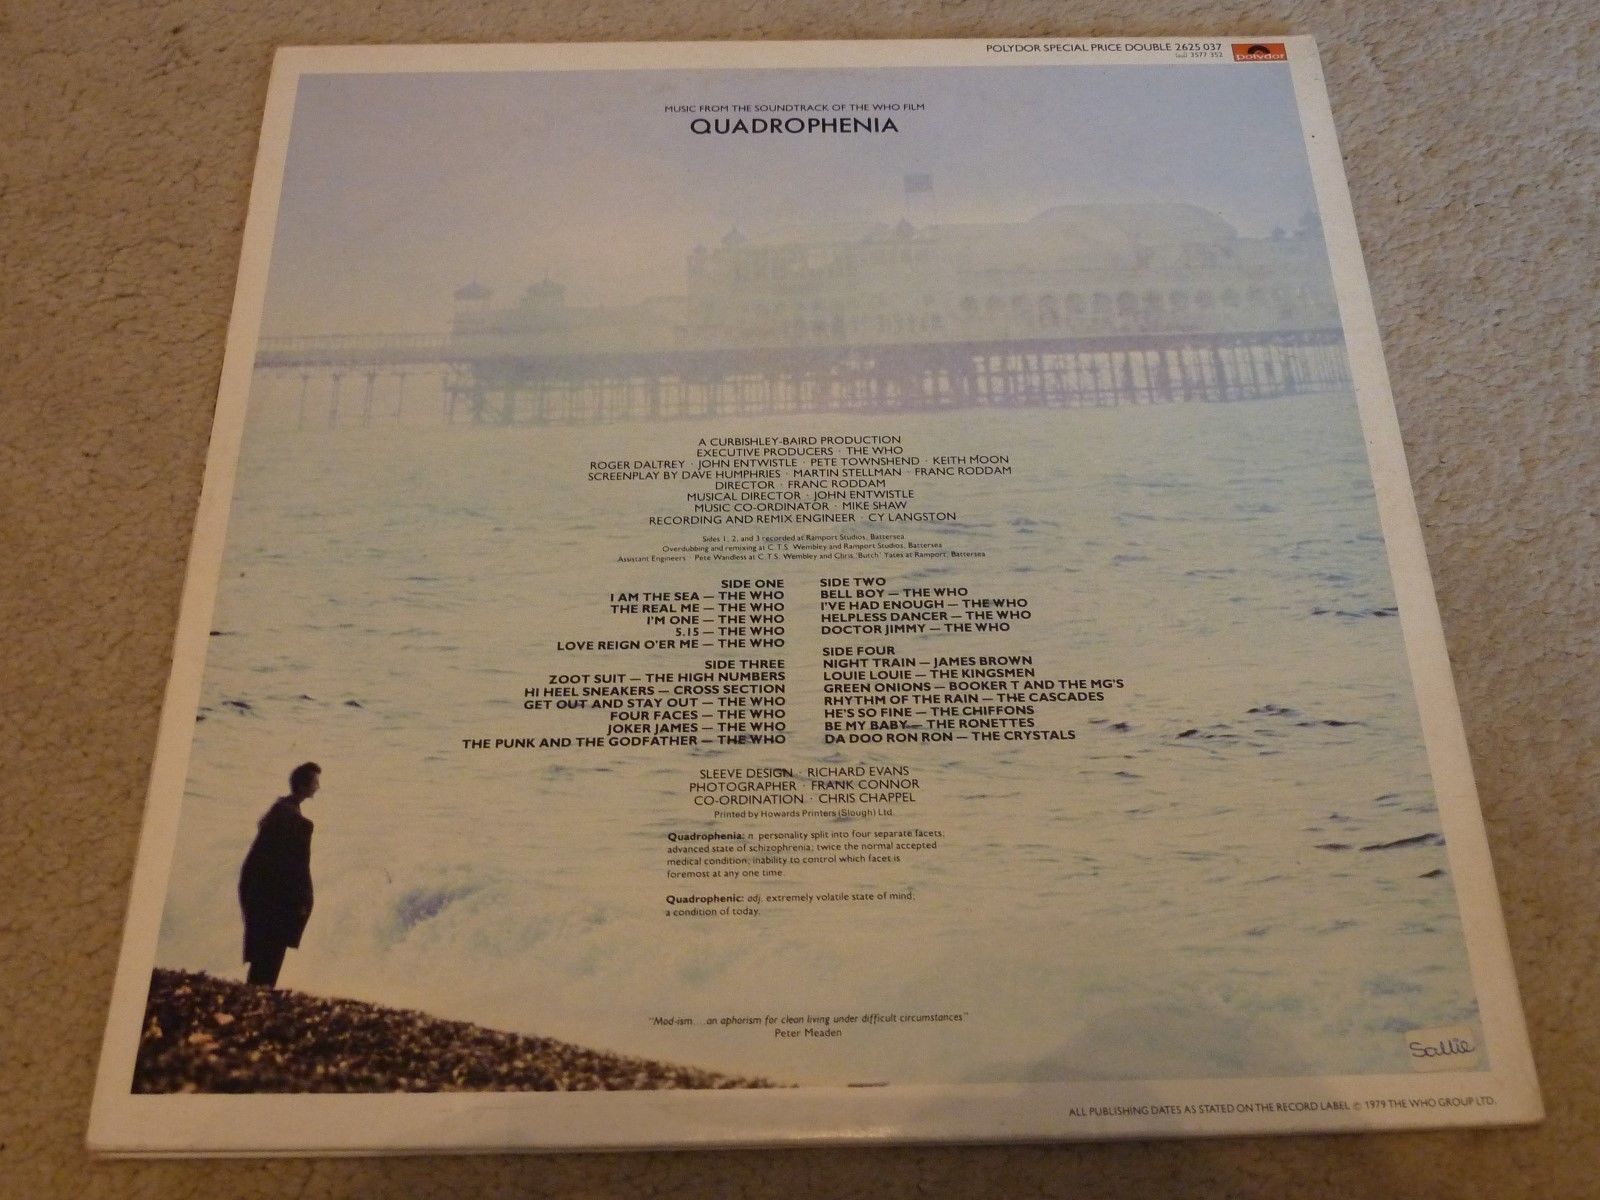 POLYDOR SPECIAL PRICE DOUBLE 2625 037
3577 352
polydor
MUSIC FROM THE SOUNDTRACK OF THE WHO FILM
QUADROPHENIA
A CURBISHLEY-BAIRD PRODUCTION
EXECUTIVE PRODUCERS · THE WHO
ROGER DALTREY · JOHN ENTWISTLE · PETE TOWNSHEND · KEITH MOON
SCREENPLAY BY DAVE HUMPHRIES · MARTIN STELLMAN · FRANC RODDAM
DIRECTOR · FRANC RODDAM
MUSICAL DIRECTOR · JOHN ENTWISTLE
MUSIC CO-ORDINATOR · MIKE SHAW
RECORDING AND REMIX ENGINEER · CY LANGSTON
Sides 1, 2, and 3 recorded at Ramport Studios, Battersea
Overdubbing and remixing at C.T.S. Wembley and Ramport Studios, Battersea
Assistant Engineers · Pete Wandless at C.T.S. Wembley and Chris 'Butch' Yates at Ramport, Battersea
SIDE ONE
I AM THE SEA — THE WHO
THE REAL ME — THE WHO
I'M ONE — THE WHO
5.15 — THE WHO
LOVE REIGN O'ER ME — THE WHO
SIDE TWO
BELL BOY — THE WHO
I'VE HAD ENOUGH — THE WHO
HELPLESS DANCER — THE WHO
DOCTOR JIMMY — THE WHO
SIDE THREE
ZOOT SUIT — THE HIGH NUMBERS
HI HEEL SNEAKERS — CROSS SECTION
GET OUT AND STAY OUT — THE WHO
FOUR FACES — THE WHO
JOKER JAMES — THE WHO
THE PUNK AND THE GODFATHER — THE WHO
SIDE FOUR
NIGHT TRAIN — JAMES BROWN
LOUIE LOUIE — THE KINGSMEN
GREEN ONIONS — BOOKER T AND THE MG'S
RHYTHM OF THE RAIN — THE CASCADES
HE'S SO FINE — THE CHIFFONS
BE MY BABY — THE RONETTES
DA DOO RON RON — THE CRYSTALS
SLEEVE DESIGN · RICHARD EVANS
PHOTOGRAPHER · FRANK CONNOR
CO-ORDINATION · CHRIS CHAPPEL
Printed by Howards Printers (Slough) Ltd.
Quadrophenia: n. personality split into four separate facets;
advanced state of schizophrenia; twice the normal accepted
medical condition; inability to control which facet is
foremost at any one time.
Quadrophenic: adj. extremely volatile state of mind;
a condition of today.
"Mod-ism....an aphorism for clean living under difficult circumstances"
Peter Meaden
Sallie
ALL PUBLISHING DATES AS STATED ON THE RECORD LABEL © 1979 THE WHO GROUP LTD.